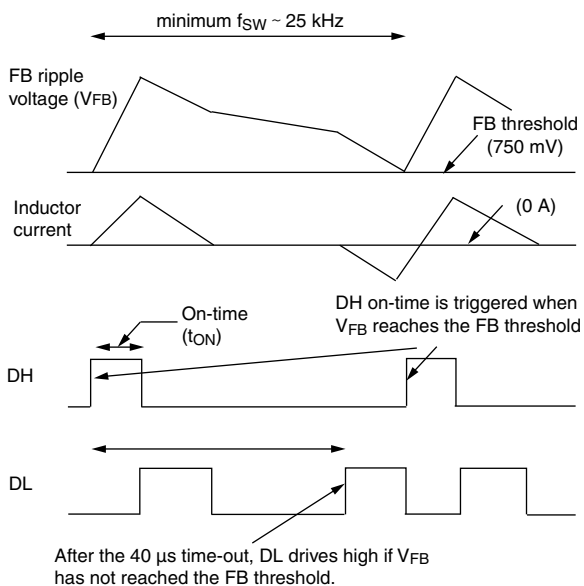 minimum fSW ~ 25 kHz
FB ripple
voltage (VFB)
FB threshold
(750 mV)
Inductor
current
(0 A)
On-time
(tON)
DH on-time is triggered when
VFB reaches the FB threshold
DH
DL
After the 40 µs time-out, DL drives high if VFB
has not reached the FB threshold.